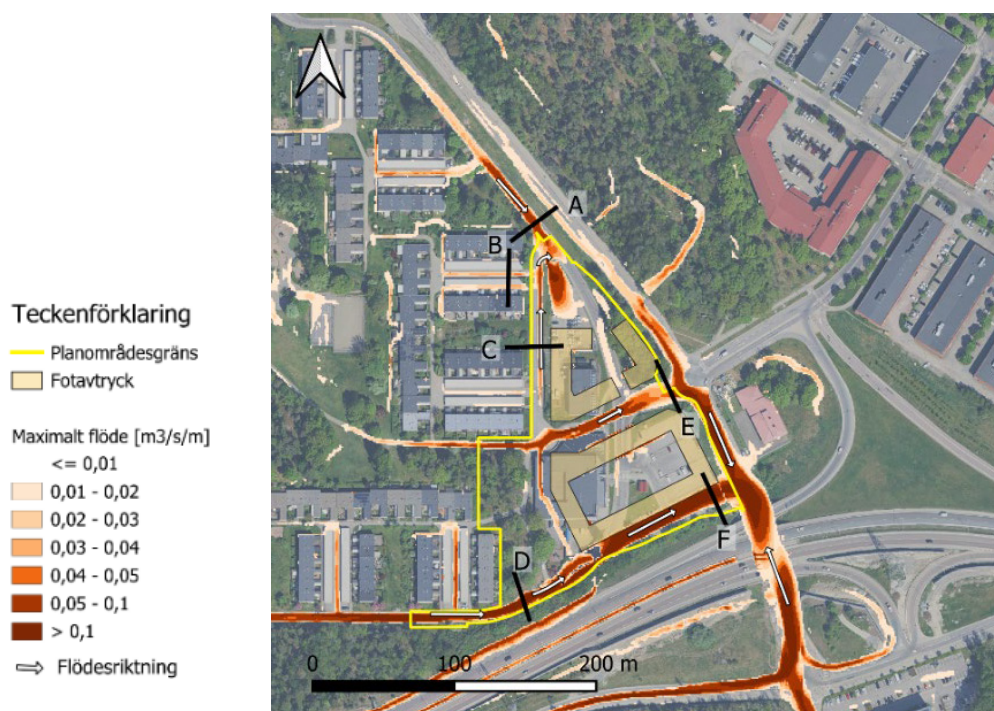 Teckenförklaring
Planområdesgräns
Fotavtryck
Maximalt flöde [m3/s/m]
<= 0,01
0,01 - 0,02
0,02 - 0,03
0,03 - 0,04
0,04 - 0,05
0,05 - 0,1
> 0,1
Flödesriktning
A
B
C
E
D
F
0 100 200 m